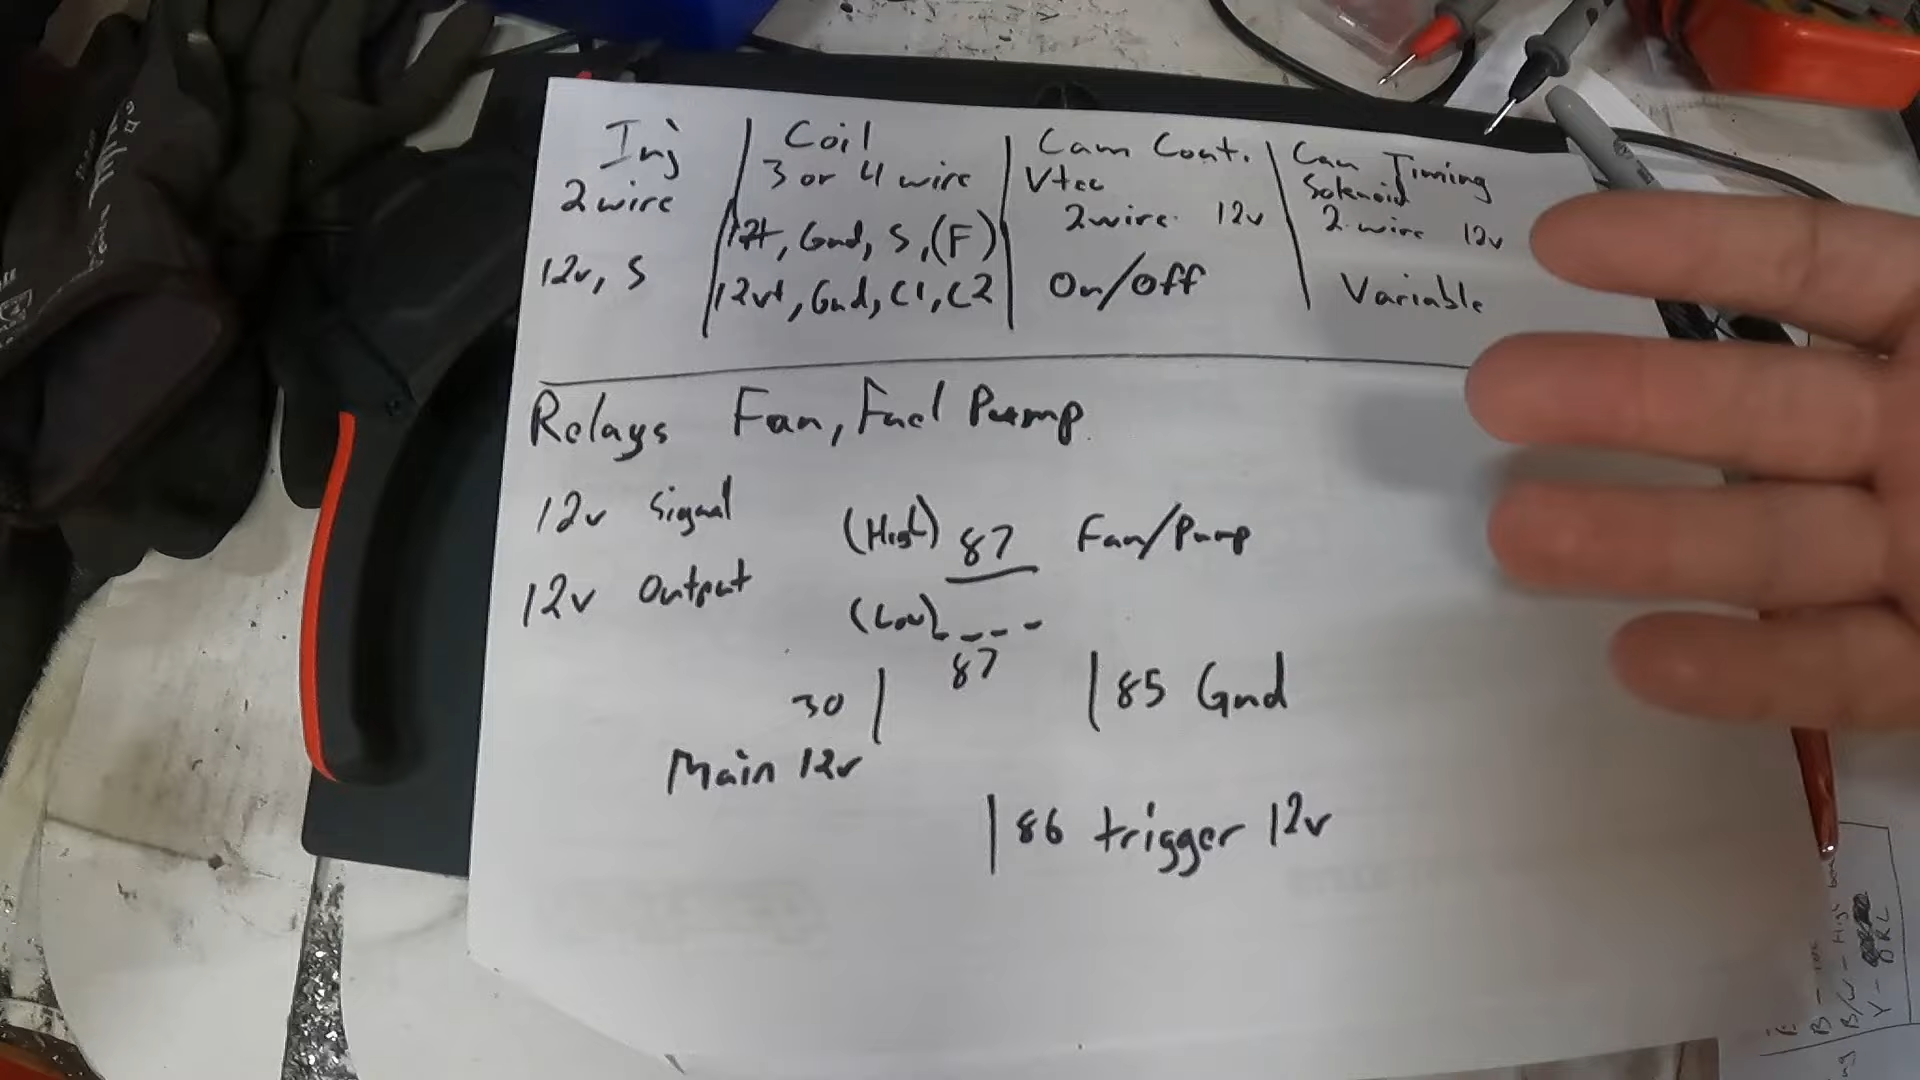 Inj
2 wire
12v, S
Coil
3 or 4 wire
12+, Gnd, S, (F)
12v+, Gnd, C1, C2
Cam Cont.
Vtec
2 wire 12v
On/Off
Cam Timing
Solenoid
2 wire 12v
Variable
Relays Fan, Fuel Pump
12v Signal
12v Output
(High) 87 Fan/Pump
(Low)
87
30
85 Gnd
Main 12v
86 trigger 12v